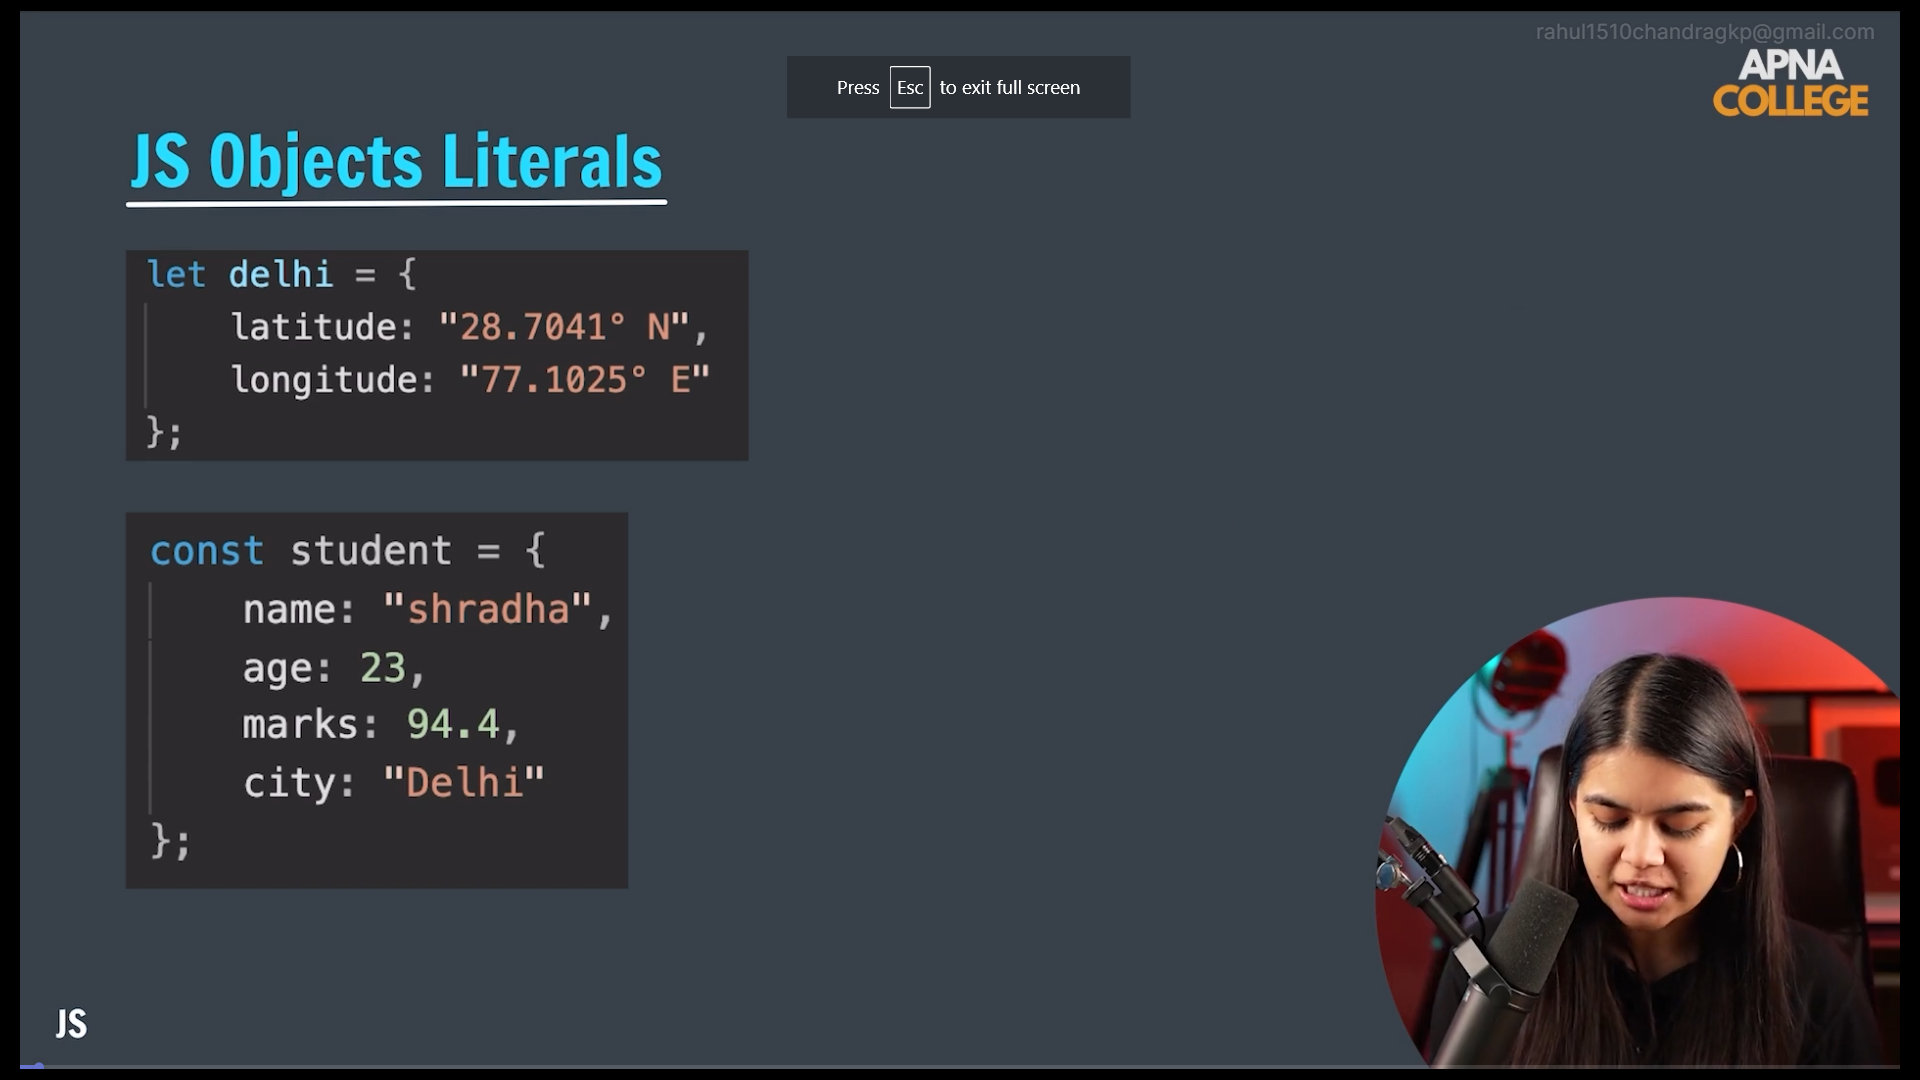 rahul1510chandragkp@gmail.com
APNA
COLLEGE
Press Esc to exit full screen
JS Objects Literals
let delhi = {
latitude: "28.7041° N",
longitude: "77.1025° E"
};
const student = {
name: "shradha",
age: 23,
marks: 94.4,
city: "Delhi"
};
JS